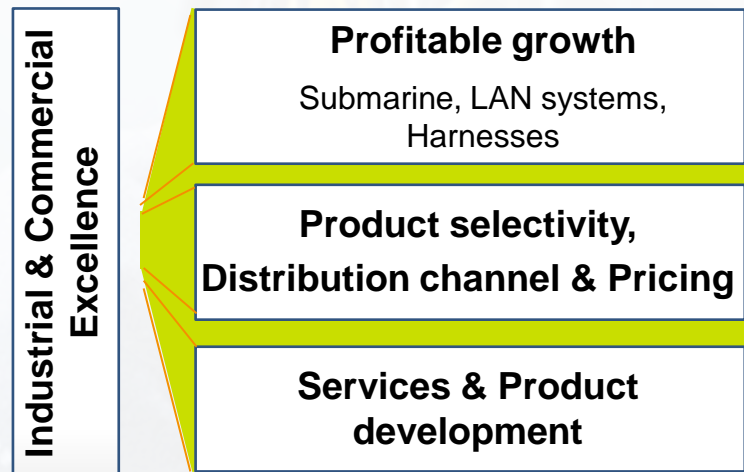 Industrial & Commercial
Excellence
Profitable growth
Submarine, LAN systems,
Harnesses
Product selectivity,
Distribution channel & Pricing
Services & Product
development